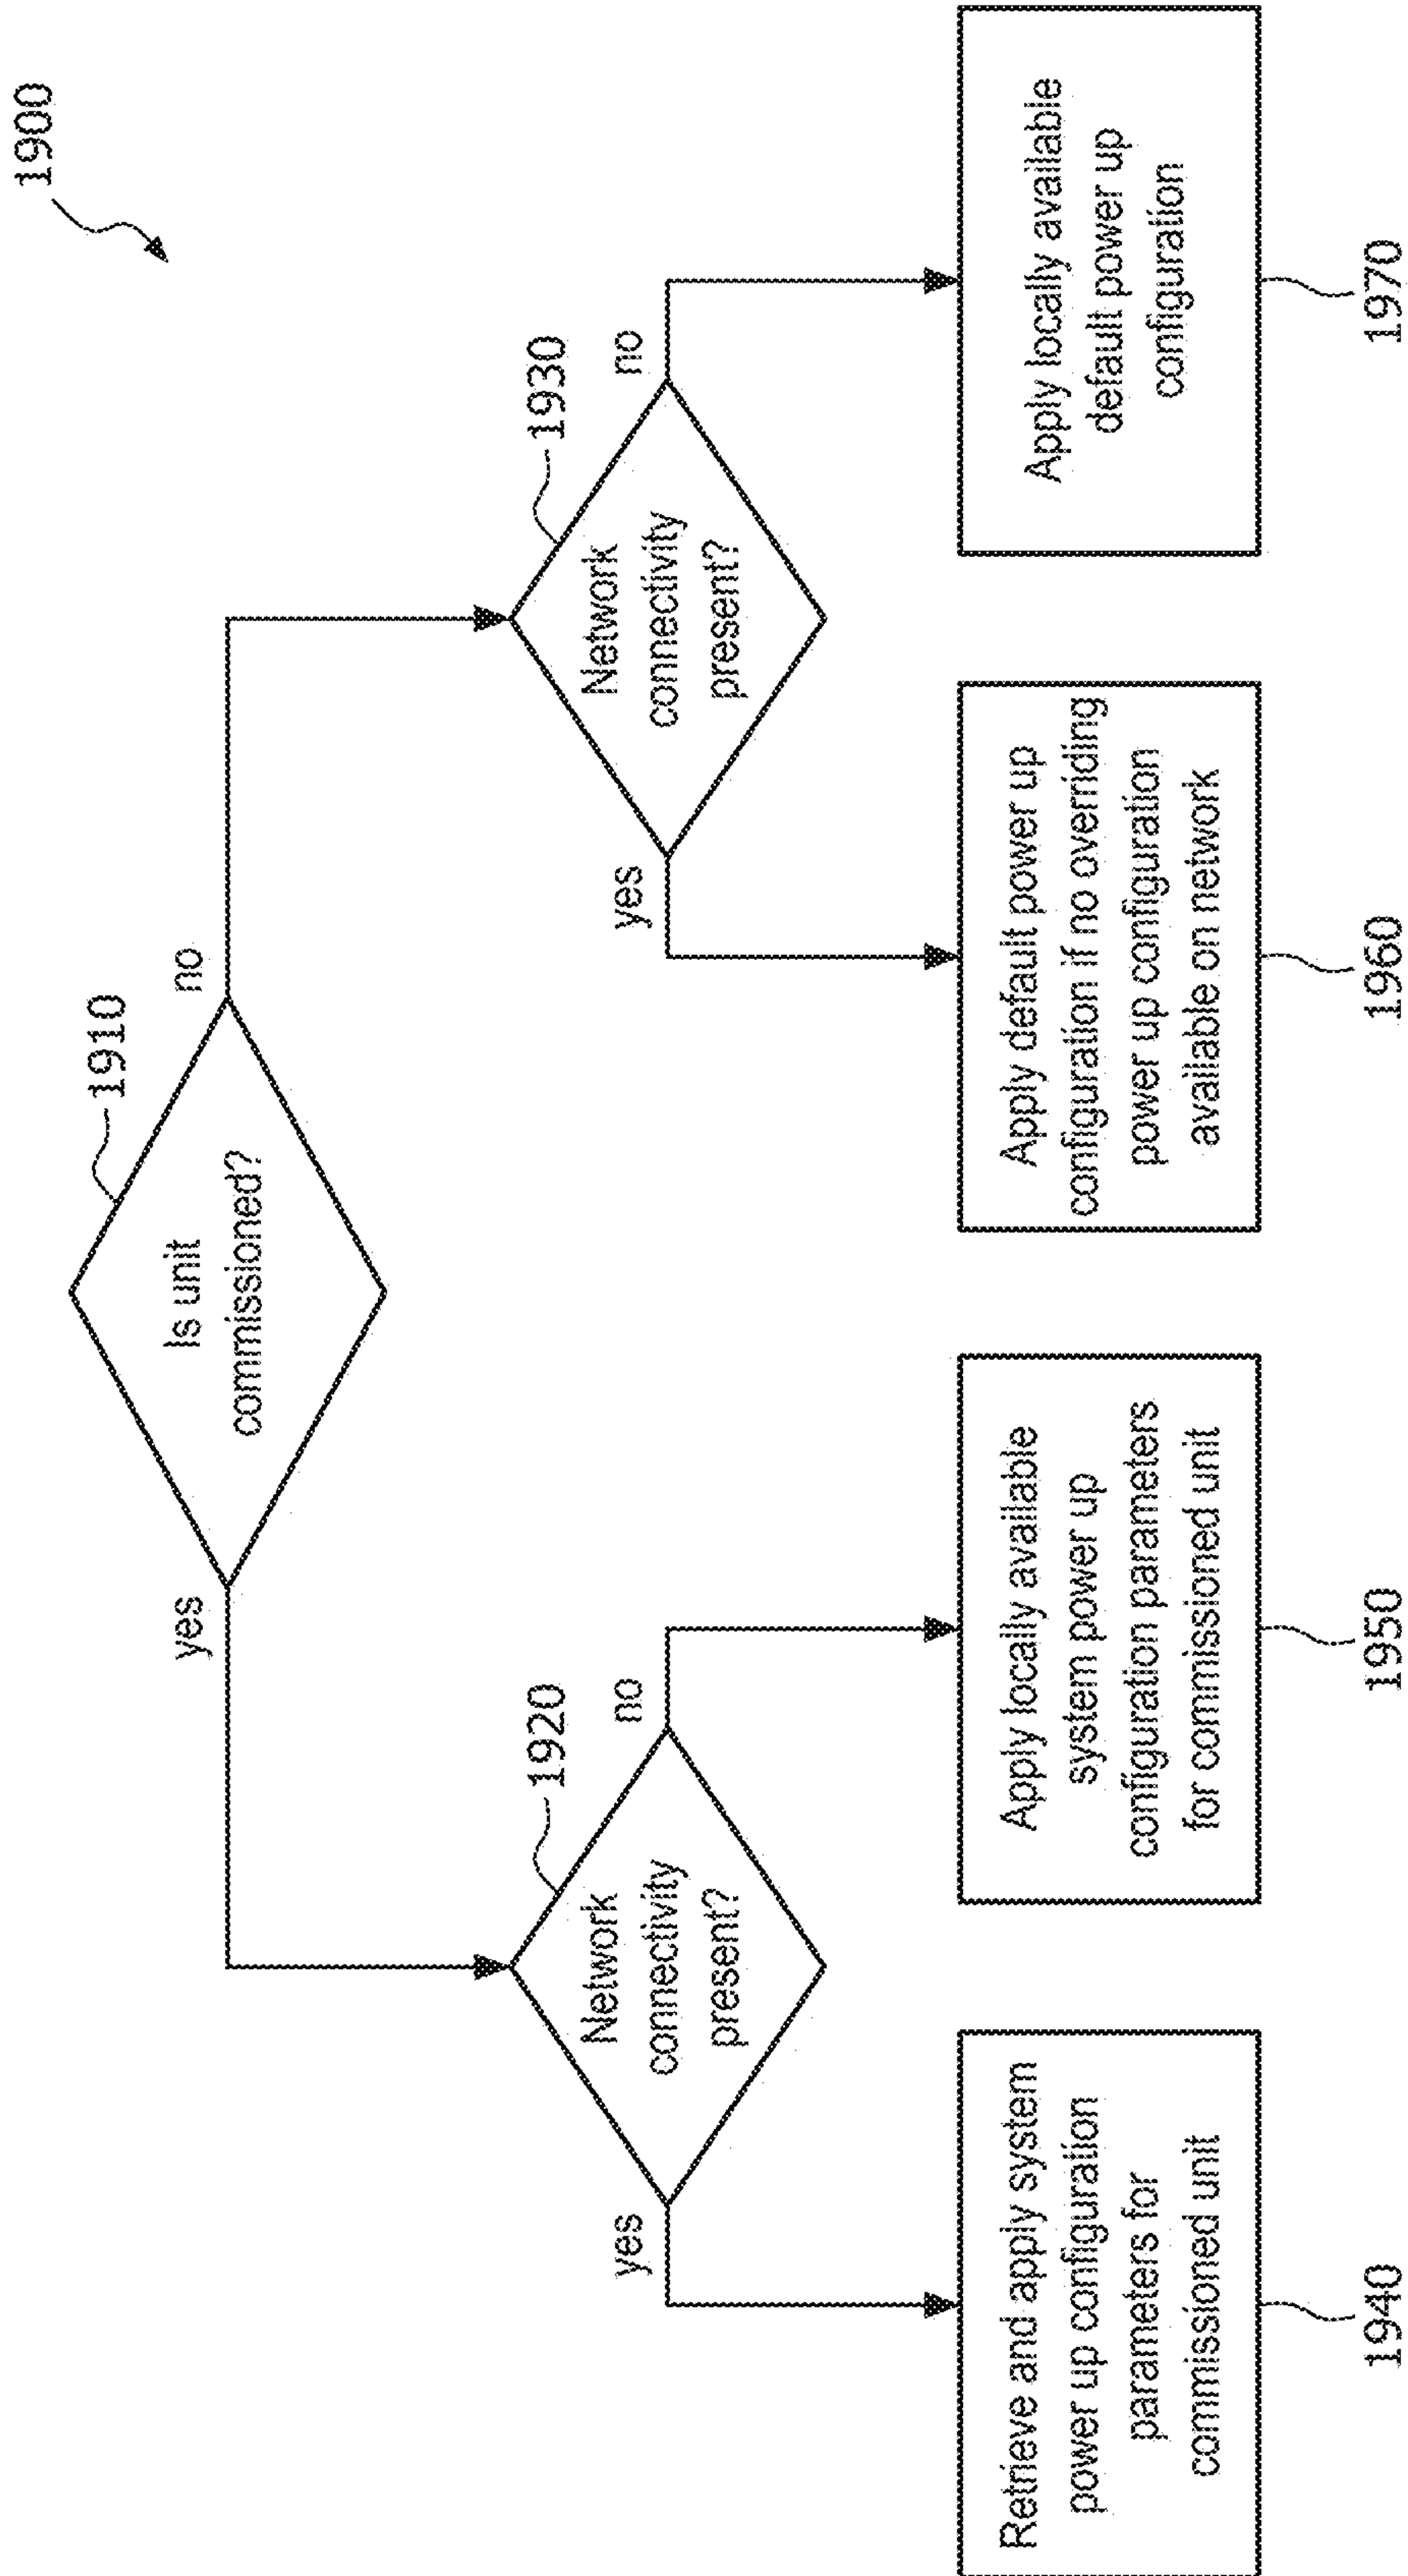 1900
1910
Is unit
commissioned?
yes
no
1920
Network
connectivity
present?
yes
no
1930
Network
connectivity
present?
yes
no
Retrieve and apply system
power up configuration
parameters for
commissioned unit
1940
Apply locally available
system power up
configuration parameters
for commissioned unit
1950
Apply default power up
configuration if no overriding
power up configuration
available on network
1960
Apply locally available
default power up
configuration
1970